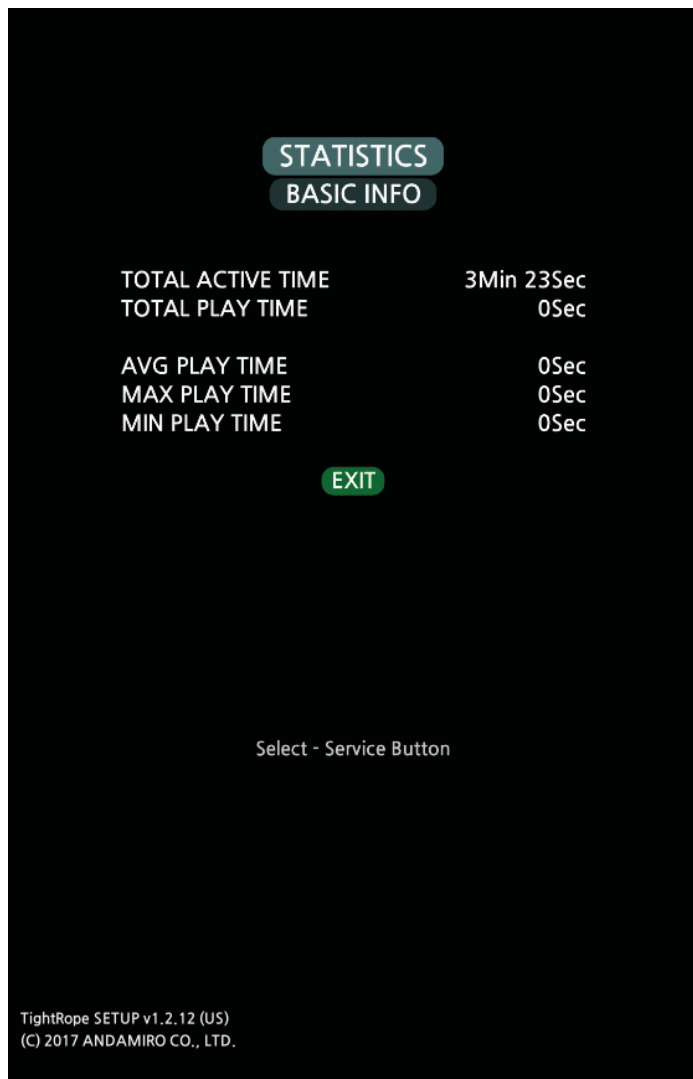 STATISTICS
BASIC INFO
TOTAL ACTIVE TIME 3Min 23Sec
TOTAL PLAY TIME 0Sec
AVG PLAY TIME 0Sec
MAX PLAY TIME 0Sec
MIN PLAY TIME 0Sec
EXIT
Select - Service Button
TightRope SETUP v1.2.12 (US)
(C) 2017 ANDAMIRO CO., LTD.